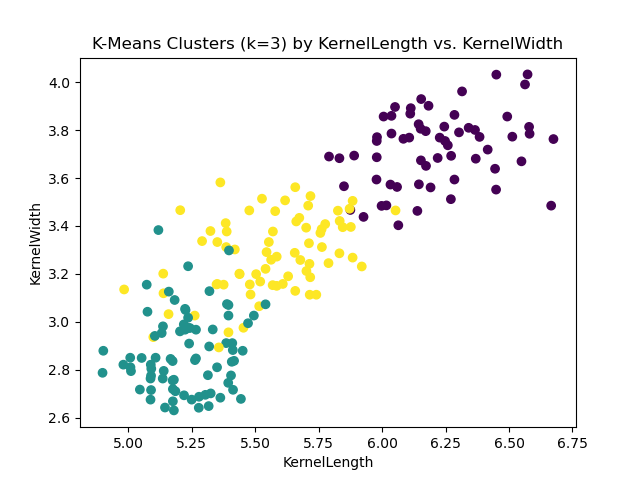 K-Means Clusters (k=3) by KernelLength vs. KernelWidth
4.0
3.8
3.6
3.4
3.2
3.0
2.8
2.6
KernelWidth
5.00 5.25 5.50 5.75 6.00 6.25 6.50 6.75
KernelLength